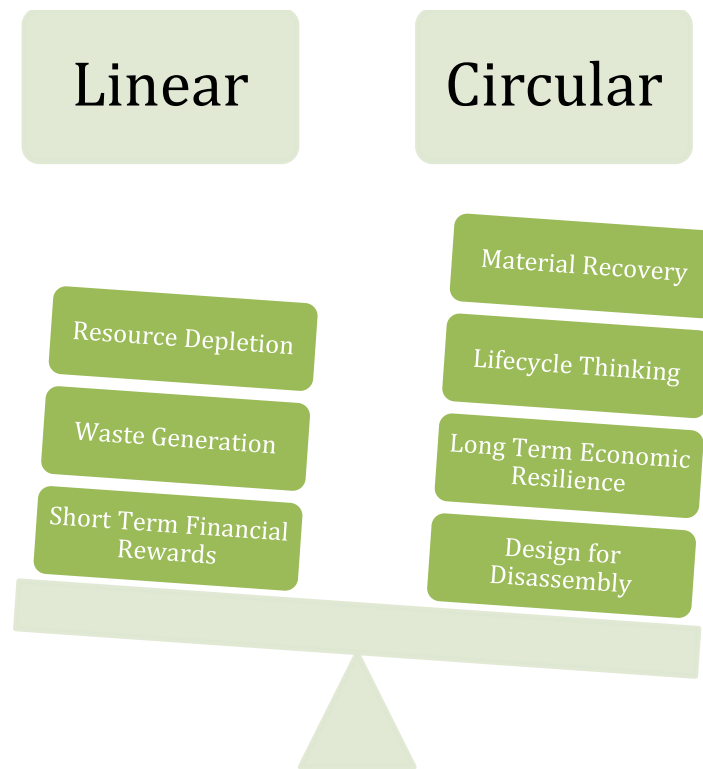 Linear
Circular
Resource Depletion
Waste Generation
Short Term Financial
Rewards
Material Recovery
Lifecycle Thinking
Long Term Economic
Resilience
Design for
Disassembly